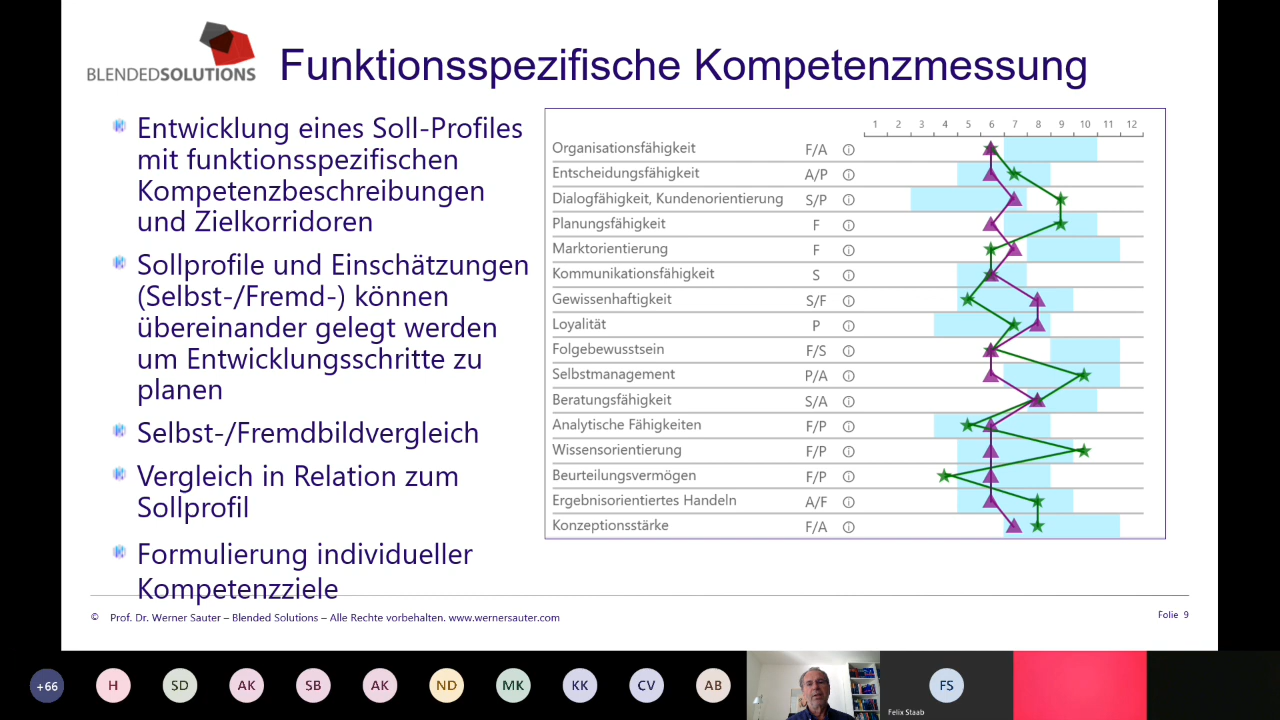 BLENDEDSOLUTIONS
Funktionsspezifische Kompetenzmessung
Entwicklung eines Soll-Profiles
mit funktionsspezifischen
Kompetenzbeschreibungen
und Zielkorridoren
Sollprofile und Einschätzungen
(Selbst-/Fremd-) können
übereinander gelegt werden
um Entwicklungsschritte zu
planen
Selbst-/Fremdbildvergleich
Vergleich in Relation zum
Sollprofil
Formulierung individueller
Kompetenzziele
1 2 3 4 5 6 7 8 9 10 11 12
Organisationsfähigkeit F/A
Entscheidungsfähigkeit A/P
Dialogfähigkeit, Kundenorientierung S/P
Planungsfähigkeit F
Marktorientierung F
Kommunikationsfähigkeit S
Gewissenhaftigkeit S/F
Loyalität P
Folgebewusstsein F/S
Selbstmanagement P/A
Beratungsfähigkeit S/A
Analytische Fähigkeiten F/P
Wissensorientierung F/P
Beurteilungsvermögen F/P
Ergebnisorientiertes Handeln A/F
Konzeptionsstärke F/A
© Prof. Dr. Werner Sauter – Blended Solutions – Alle Rechte vorbehalten. www.wernersauter.com
Folie 9
+66 H SD AK SB AK ND MK KK CV AB FS
Felix Staab